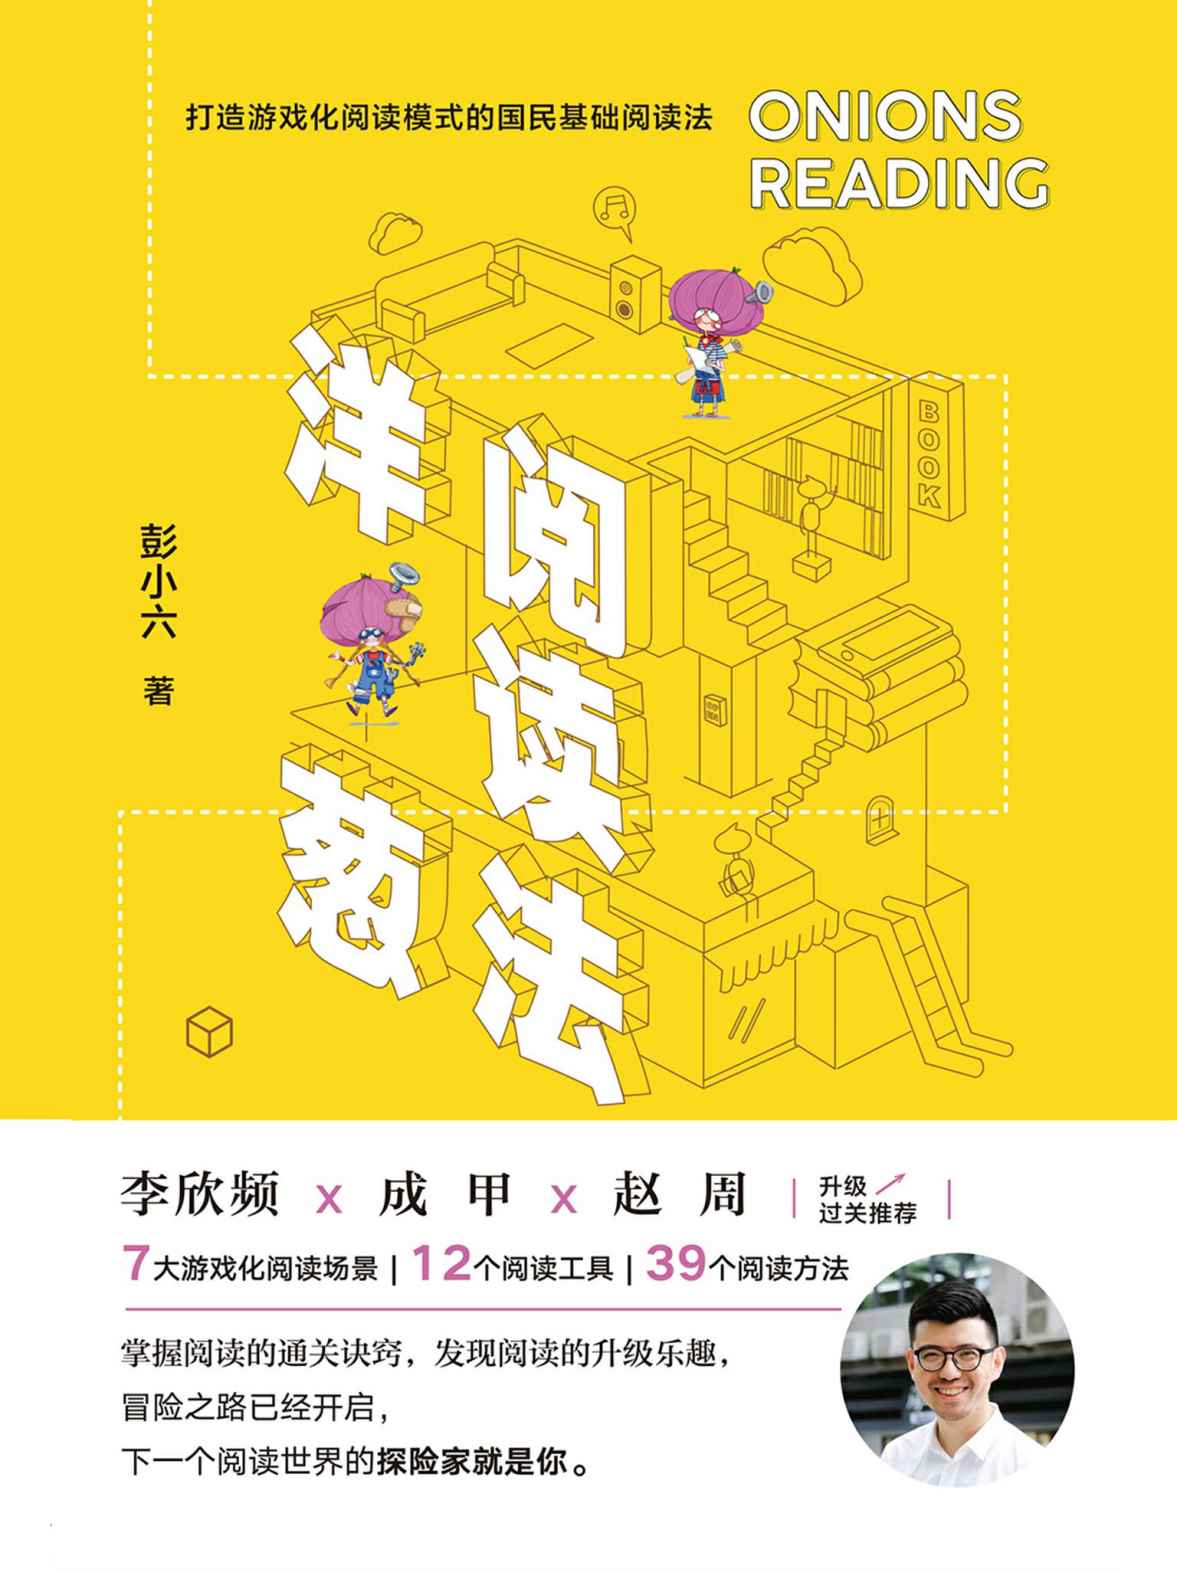 打造游戏化阅读模式的国民基础阅读法
ONIONS
READING
BOOK
洋葱
阅读法
彭小六 著
李欣频 x 成甲 x 赵周
升级
过关推荐
7大游戏化阅读场景 | 12个阅读工具 | 39个阅读方法
掌握阅读的通关诀窍，发现阅读的升级乐趣，
冒险之路已经开启，
下一个阅读世界的探险家就是你。